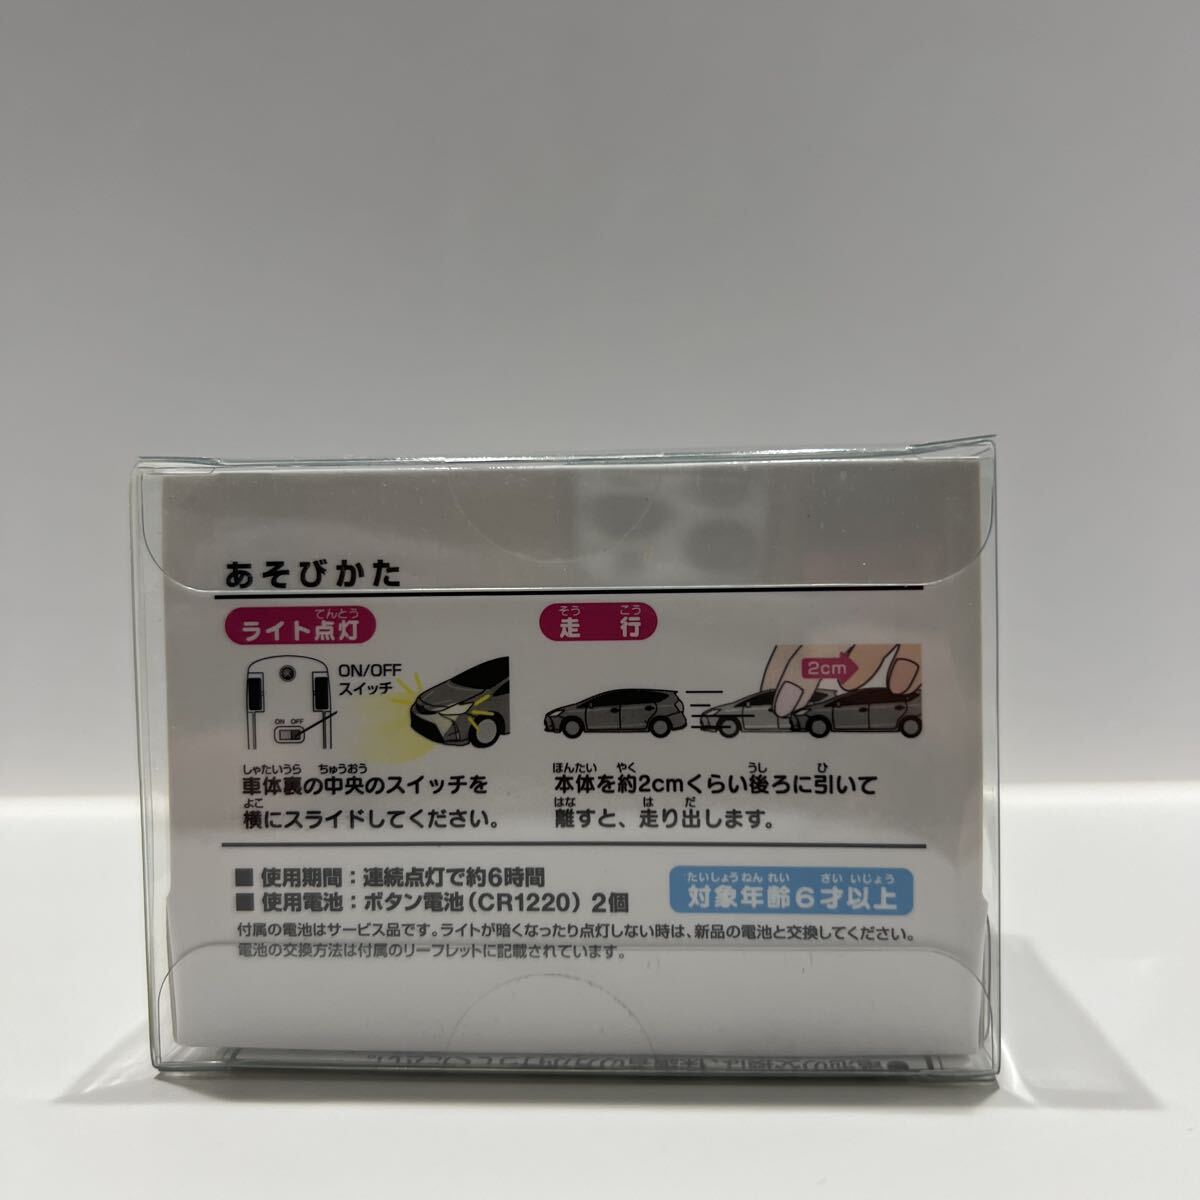 あそびかた
てんとう
ライト点灯
ON/OFF
スイッチ
ON OFF
しゃたいうら ちゅうおう
車体裏の中央のスイッチを
よこ
横にスライドしてください。
そう こう
走 行
2cm
ほんたい やく うし ひ
本体を約2cmくらい後ろに引いて
はな は だ
離すと、走り出します。
■ 使用期間：連続点灯で約6時間
■ 使用電池：ボタン電池（CR1220）2個
たいしょうねんれい さいいじょう
対象年齢6才以上
付属の電池はサービス品です。ライトが暗くなったり点灯しない時は、新品の電池と交換してください。
電池の交換方法は付属のリーフレットに記載されています。